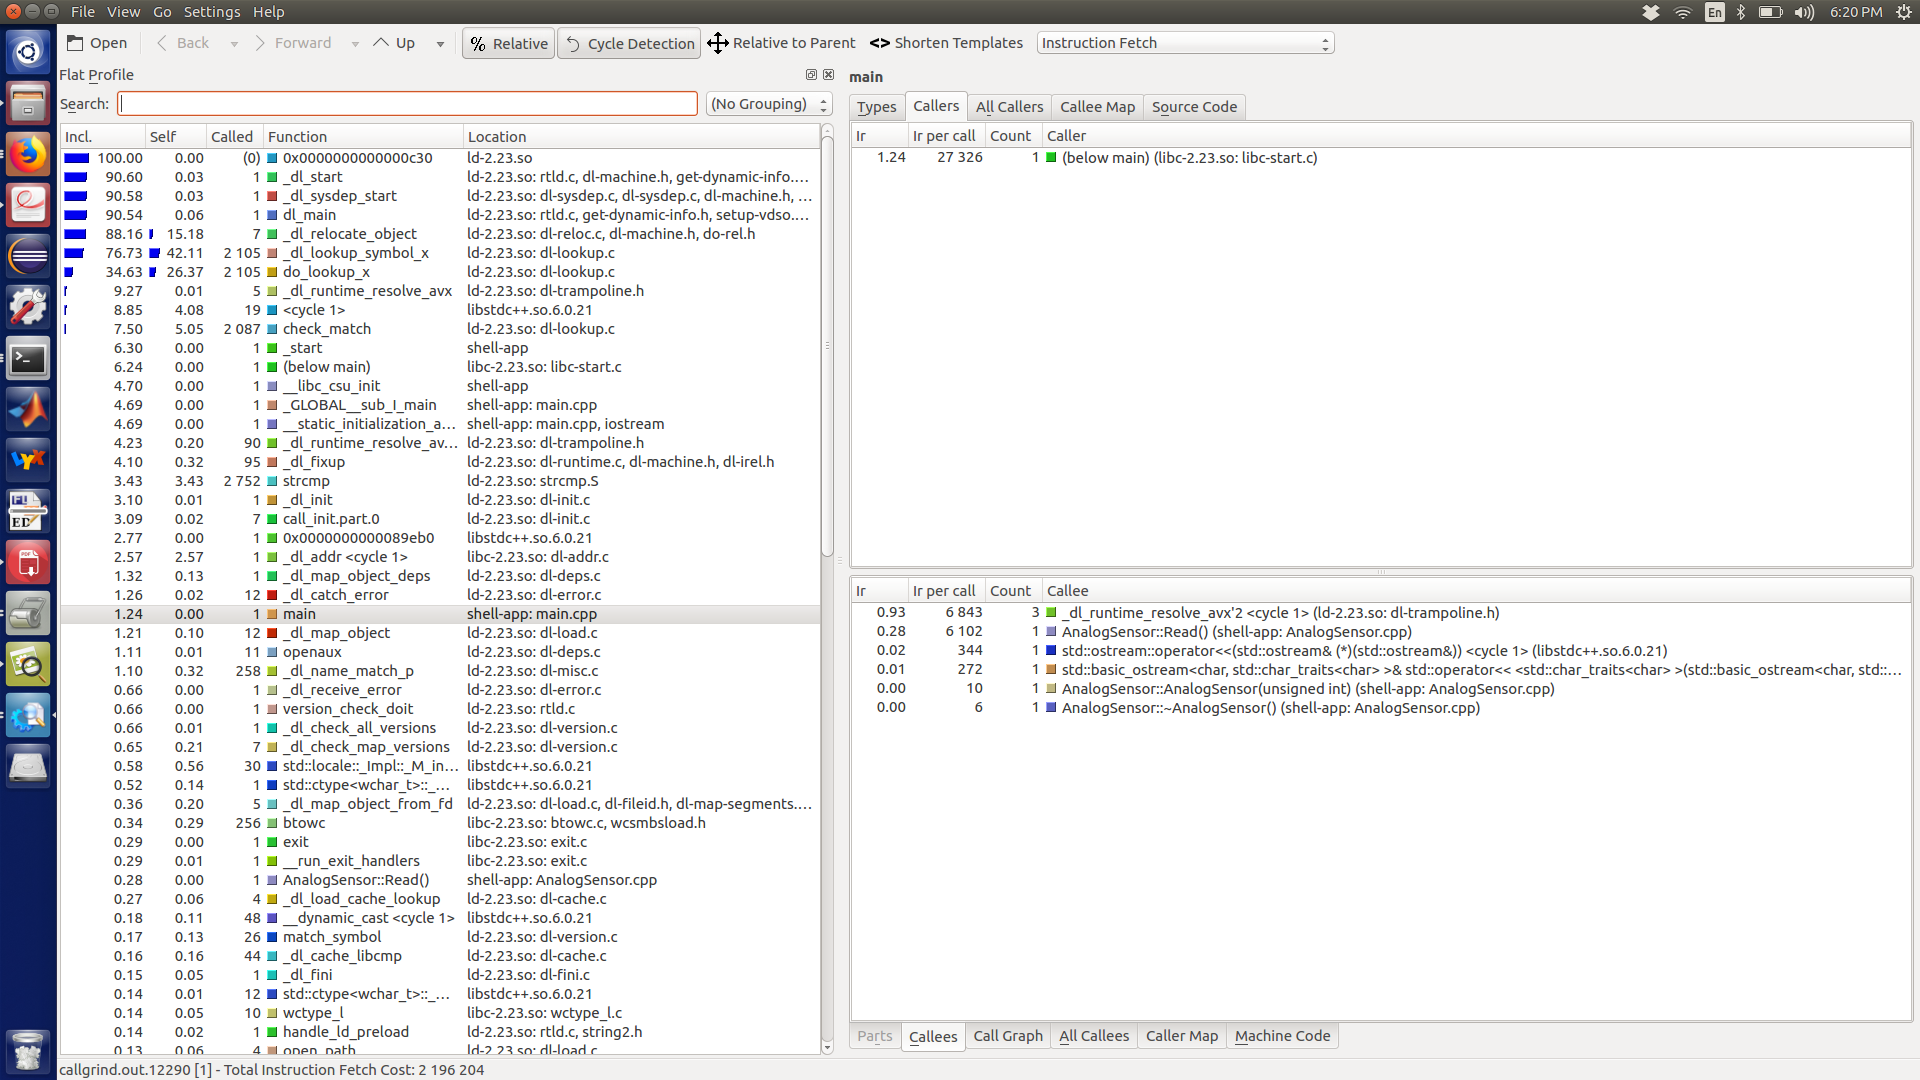 File View Go Settings Help
En 6:20 PM
Open Back Forward Up % Relative Cycle Detection Relative to Parent <> Shorten Templates Instruction Fetch
Flat Profile
Search: (No Grouping)
Incl. Self Called Function Location
100.00 0.00 (0) 0x0000000000000c30 ld-2.23.so
90.60 0.03 1 _dl_start ld-2.23.so: rtld.c, dl-machine.h, get-dynamic-info....
90.58 0.03 1 _dl_sysdep_start ld-2.23.so: dl-sysdep.c, dl-machine.h, ...
90.54 0.06 1 dl_main ld-2.23.so: rtld.c, get-dynamic-info.h, setup-vdso....
88.16 15.18 7 _dl_relocate_object ld-2.23.so: dl-reloc.c, dl-machine.h, do-rel.h
76.73 42.11 2 105 _dl_lookup_symbol_x ld-2.23.so: dl-lookup.c
34.63 26.37 2 105 do_lookup_x ld-2.23.so: dl-lookup.c
9.27 0.01 5 _dl_runtime_resolve_avx ld-2.23.so: dl-trampoline.h
8.85 4.08 19 <cycle 1> libstdc++.so.6.0.21
7.50 5.05 2 087 check_match ld-2.23.so: dl-lookup.c
6.30 0.00 1 _start shell-app
6.24 0.00 1 (below main) libc-2.23.so: libc-start.c
4.70 0.00 1 __libc_csu_init shell-app
4.69 0.00 1 _GLOBAL__sub_I_main shell-app: main.cpp
4.69 0.00 1 __static_initialization_a... shell-app: main.cpp, iostream
4.23 0.20 90 _dl_runtime_resolve_av... ld-2.23.so: dl-trampoline.h
4.10 0.32 95 _dl_fixup ld-2.23.so: dl-runtime.c, dl-machine.h, dl-irel.h
3.43 3.43 2 752 strcmp ld-2.23.so: strcmp.S
3.10 0.01 1 _dl_init ld-2.23.so: dl-init.c
3.09 0.02 7 call_init.part.0 ld-2.23.so: dl-init.c
2.77 0.00 1 0x0000000000089eb0 libstdc++.so.6.0.21
2.57 2.57 1 _dl_addr <cycle 1> libc-2.23.so: dl-addr.c
1.32 0.13 1 _dl_map_object_deps ld-2.23.so: dl-deps.c
1.26 0.02 12 _dl_catch_error ld-2.23.so: dl-error.c
1.24 0.00 1 main shell-app: main.cpp
1.21 0.10 12 _dl_map_object ld-2.23.so: dl-load.c
1.11 0.01 11 openaux ld-2.23.so: dl-deps.c
1.10 0.32 258 _dl_name_match_p ld-2.23.so: dl-misc.c
0.66 0.00 1 _dl_receive_error ld-2.23.so: dl-error.c
0.66 0.00 1 version_check_doit ld-2.23.so: rtld.c
0.66 0.01 1 _dl_check_all_versions ld-2.23.so: dl-version.c
0.65 0.21 7 _dl_check_map_versions ld-2.23.so: dl-version.c
0.58 0.56 30 std::locale::_Impl::_M_in... libstdc++.so.6.0.21
0.52 0.14 1 std::ctype<wchar_t>::_... libstdc++.so.6.0.21
0.36 0.20 5 _dl_map_object_from_fd ld-2.23.so: dl-load.c, dl-fileid.h, dl-map-segments....
0.34 0.29 256 btowc libc-2.23.so: btowc.c, wcsmbsload.h
0.29 0.00 1 exit libc-2.23.so: exit.c
0.29 0.01 1 __run_exit_handlers libc-2.23.so: exit.c
0.28 0.00 1 AnalogSensor::Read() shell-app: AnalogSensor.cpp
0.27 0.06 4 _dl_load_cache_lookup ld-2.23.so: dl-cache.c
0.18 0.11 48 __dynamic_cast <cycle 1> libstdc++.so.6.0.21
0.17 0.13 26 match_symbol ld-2.23.so: dl-version.c
0.16 0.16 44 _dl_cache_libcmp ld-2.23.so: dl-cache.c
0.15 0.05 1 _dl_fini ld-2.23.so: dl-fini.c
0.14 0.01 12 std::ctype<wchar_t>::_... libstdc++.so.6.0.21
0.14 0.05 10 wctype_l libc-2.23.so: wctype_l.c
0.14 0.02 1 handle_ld_preload ld-2.23.so: rtld.c, string2.h
0.13 0.06 4 open_path ld-2.23.so: dl-load.c
callgrind.out.12290 [1] - Total Instruction Fetch Cost: 2 196 204
main
Types Callers All Callers Callee Map Source Code
Ir Ir per call Count Caller
1.24 27 326 1 (below main) (libc-2.23.so: libc-start.c)
Ir Ir per call Count Callee
0.93 6 843 3 _dl_runtime_resolve_avx'2 <cycle 1> (ld-2.23.so: dl-trampoline.h)
0.28 6 102 1 AnalogSensor::Read() (shell-app: AnalogSensor.cpp)
0.02 344 1 std::ostream::operator<<(std::ostream& (*)(std::ostream&)) <cycle 1> (libstdc++.so.6.0.21)
0.01 272 1 std::basic_ostream<char, std::char_traits<char> >& std::operator<< <std::char_traits<char> >(std::basic_ostream<char, std::...
0.00 10 1 AnalogSensor::AnalogSensor(unsigned int) (shell-app: AnalogSensor.cpp)
0.00 6 1 AnalogSensor::~AnalogSensor() (shell-app: AnalogSensor.cpp)
Parts Callees Call Graph All Callees Caller Map Machine Code
LYX
FL
ED
PDF